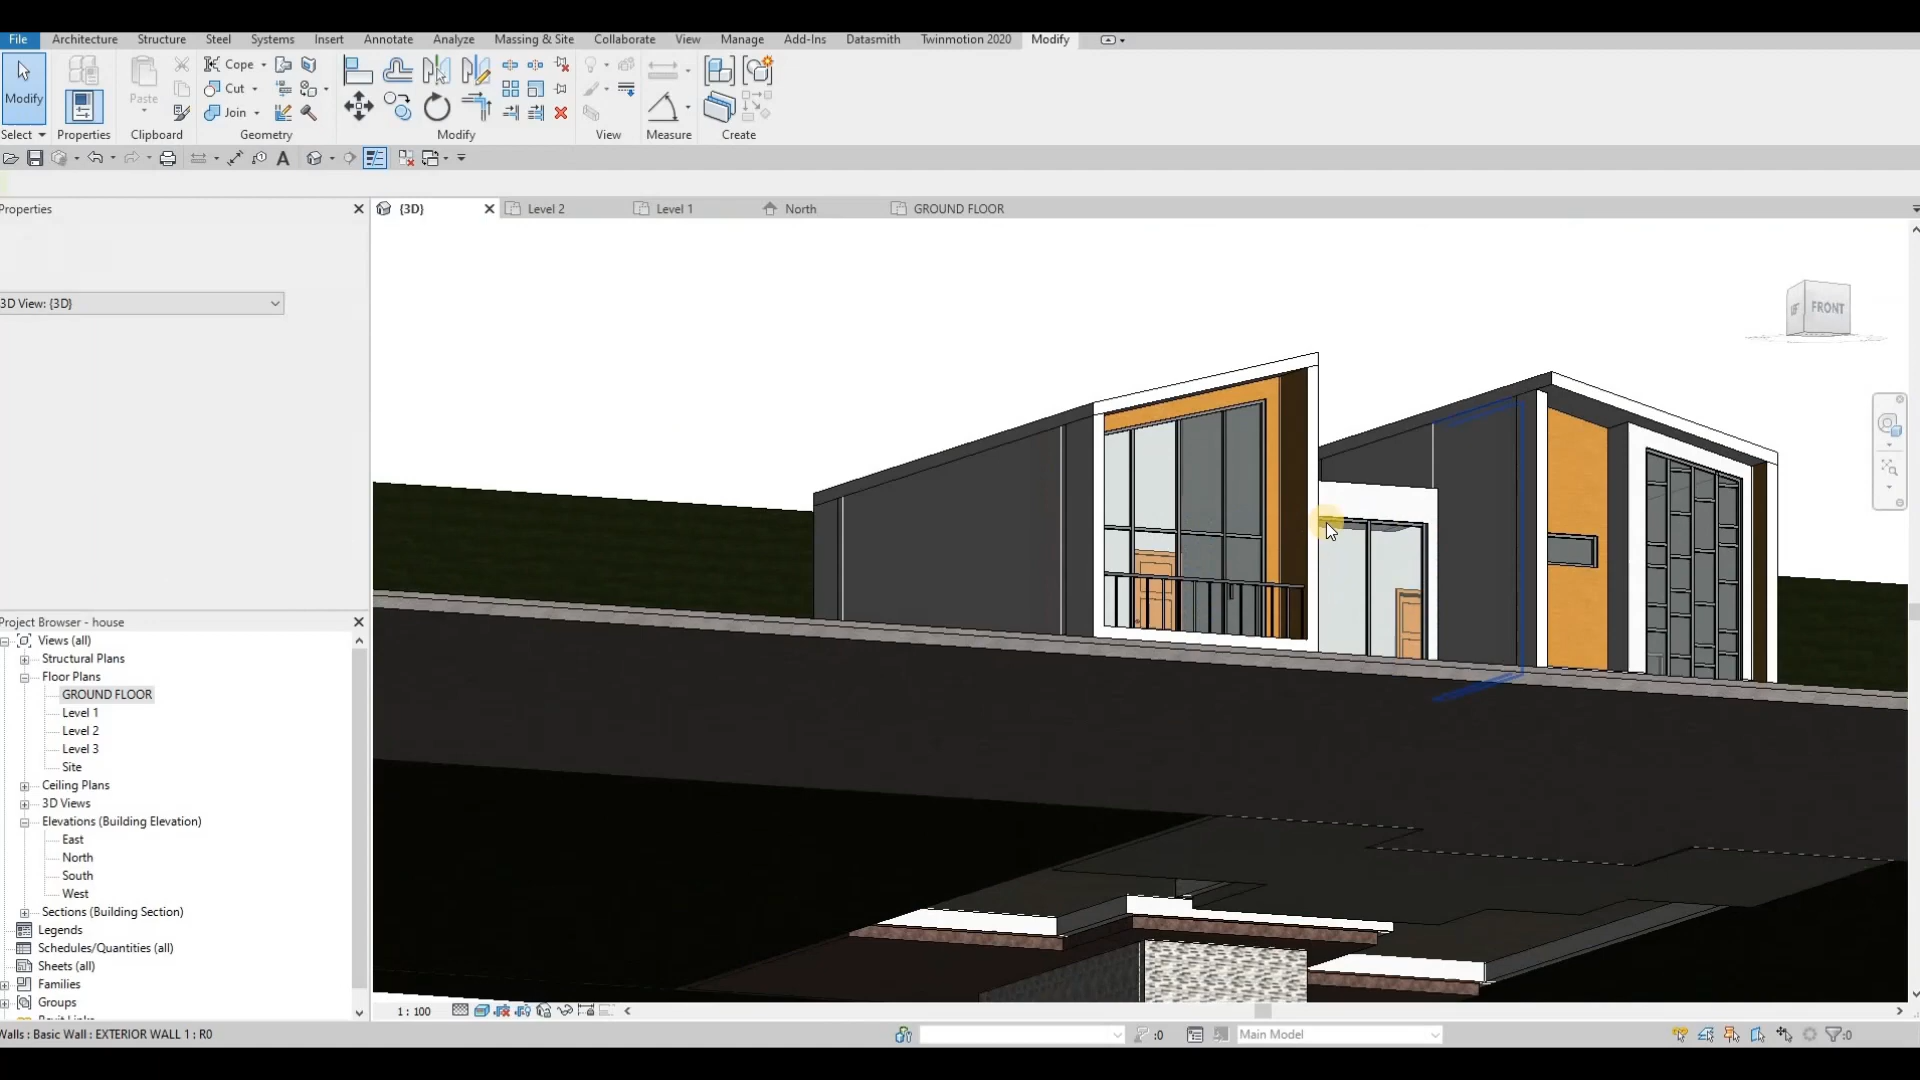 File Architecture Structure Steel Systems Insert Annotate Analyze Massing & Site Collaborate View Manage Add-Ins Datasmith Twinmotion 2020 Modify
Cope
Cut
Join
Modify
Paste
Select Properties Clipboard Geometry Modify View Measure Create
A
Properties
{3D} Level 2 Level 1 North GROUND FLOOR
3D View: {3D}
FRONT
Project Browser - house
Views (all)
Structural Plans
Floor Plans
GROUND FLOOR
Level 1
Level 2
Level 3
Site
Ceiling Plans
3D Views
Elevations (Building Elevation)
East
North
South
West
Sections (Building Section)
Legends
Schedules/Quantities (all)
Sheets (all)
Families
Groups
1 : 100
Walls : Basic Wall : EXTERIOR WALL 1 : R0
:0
Main Model
:0